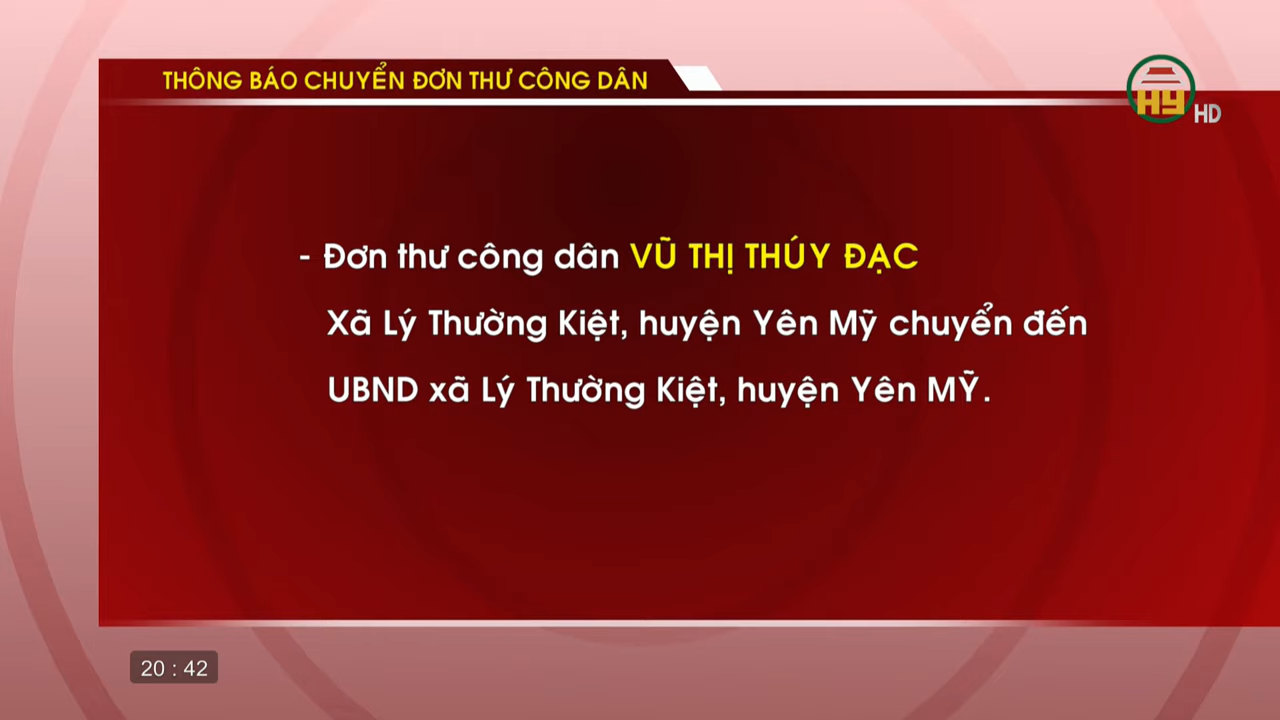 THÔNG BÁO CHUYỂN ĐƠN THƯ CÔNG DÂN
HY HD
- Đơn thư công dân VŨ THỊ THÚY ĐẠC
Xã Lý Thường Kiệt, huyện Yên Mỹ chuyển đến
UBND xã Lý Thường Kiệt, huyện Yên MỸ.
20 : 42